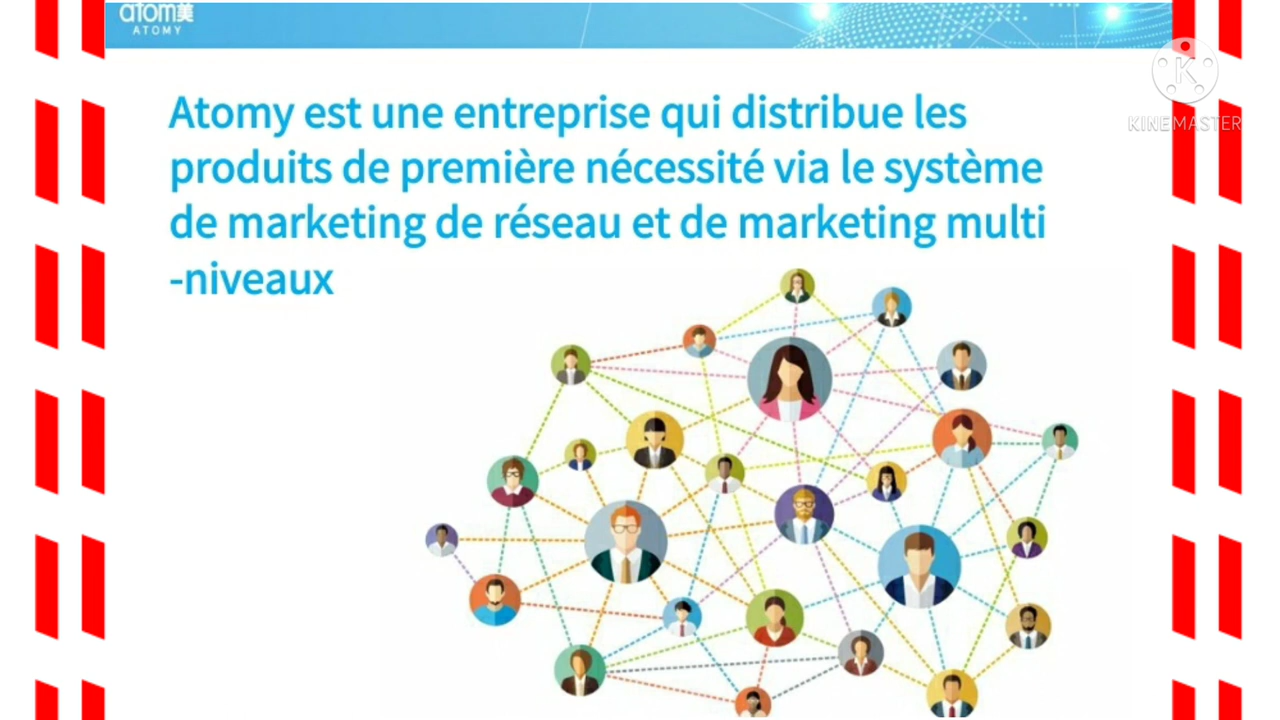 atom美
ATOMY
K
KINEMASTER
Atomy est une entreprise qui distribue les
produits de première nécessité via le système
de marketing de réseau et de marketing multi
-niveaux